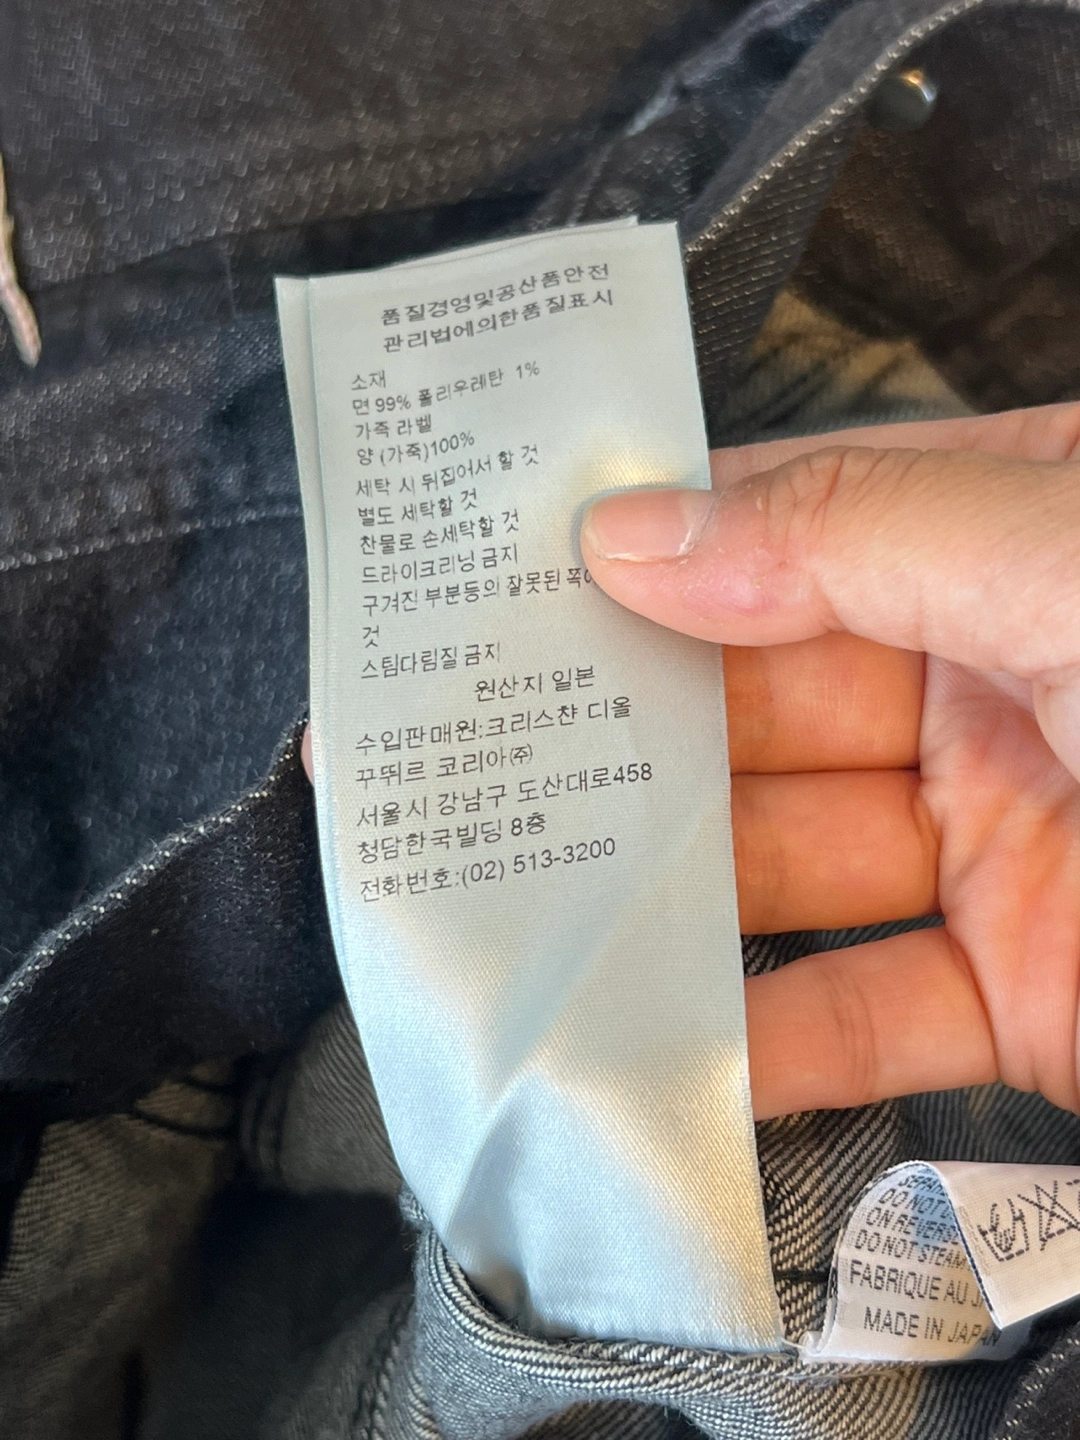 품질경영및공산품안전
관리법에의한품질표시
소재
면 99% 폴리우레탄 1%
가죽 라벨
양 (가죽)100%
세탁 시 뒤집어서 할 것
별도 세탁할 것
찬물로 손세탁할 것
드라이크리닝 금지
구겨진 부분등의 잘못된
것
스팀다림질 금지
원산지 일본
수입판매원:크리스챤 디올
꾸뛰르 코리아㈜
서울시 강남구 도산대로458
청담한국빌딩 8층
전화번호:(02) 513-3200
DO NOT
ON REVERSE
DO NOT STEAM
FABRIQUE AU
MADE IN JAPAN